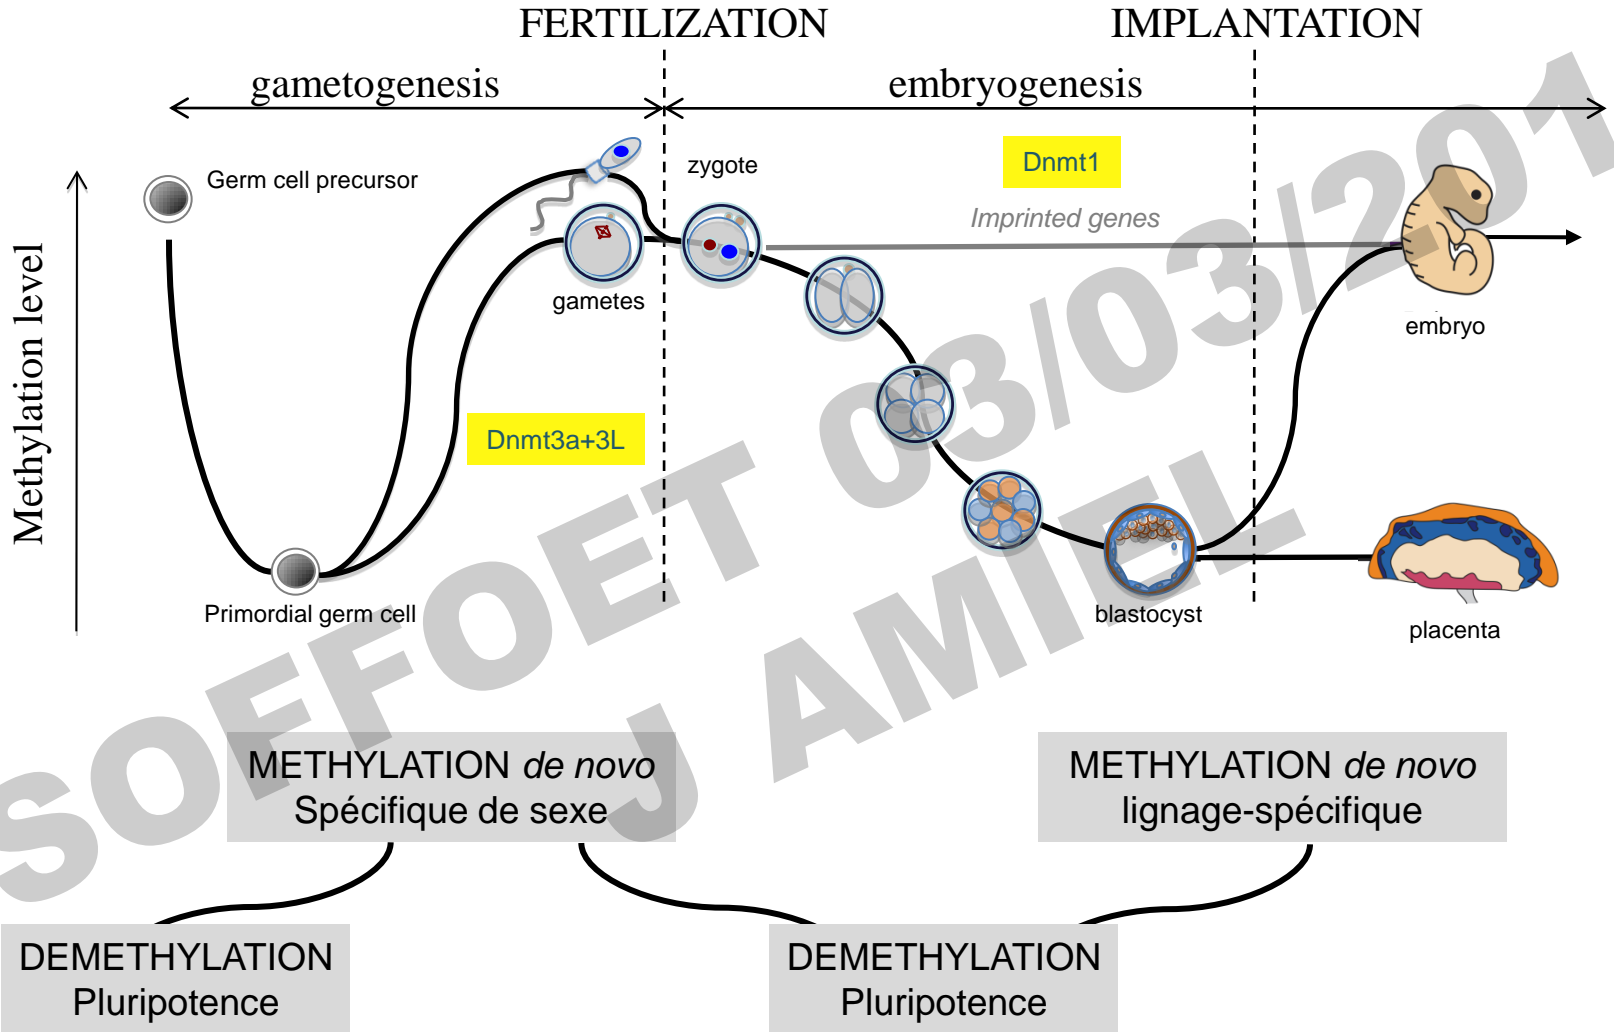 FERTILIZATION
IMPLANTATION
gametogenesis
embryogenesis
Germ cell precursor
zygote
Dnmt1
Imprinted genes
gametes
embryo
Methylation level
Dnmt3a+3L
Primordial germ cell
blastocyst
placenta
METHYLATION de novo
Spécifique de sexe
METHYLATION de novo
lignage-spécifique
DEMETHYLATION
Pluripotence
DEMETHYLATION
Pluripotence
SOFFOET 03/03/201
J AMIEL